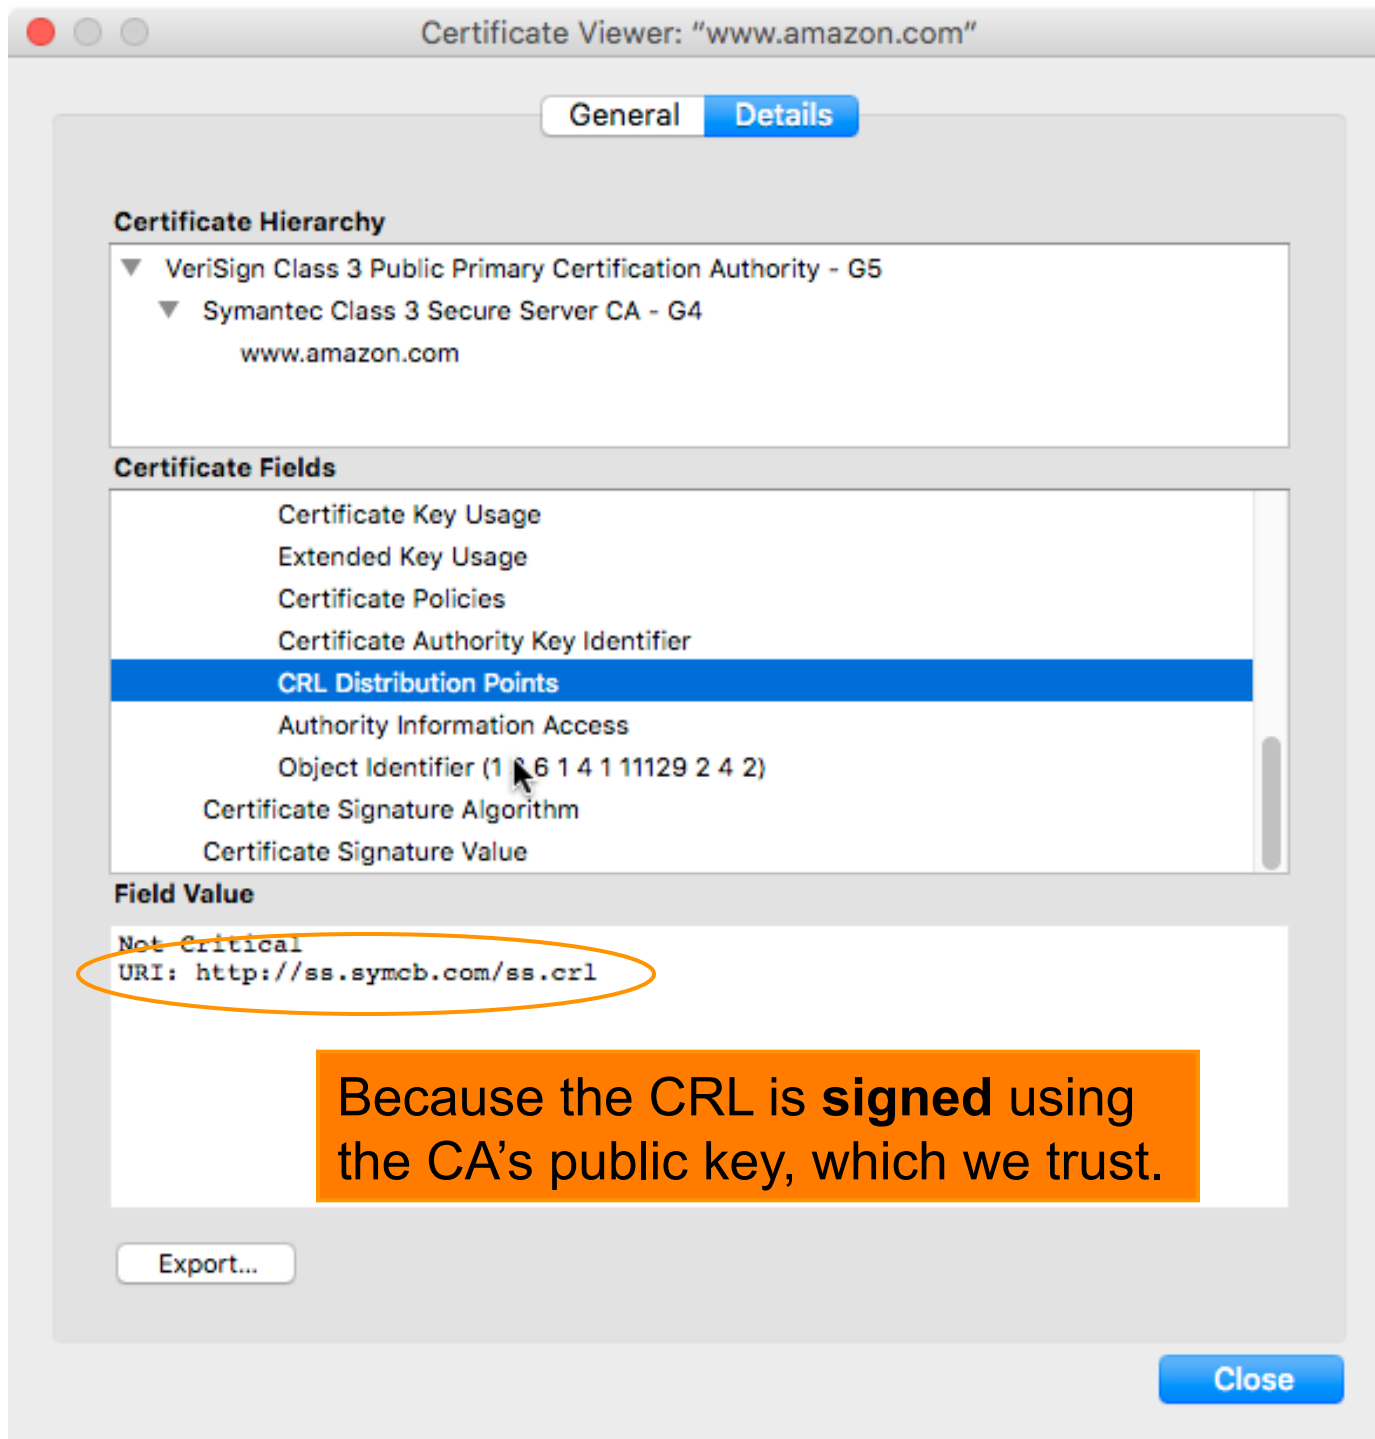 Certificate Viewer: “www.amazon.com”
General Details
Certificate Hierarchy
VeriSign Class 3 Public Primary Certification Authority - G5
Symantec Class 3 Secure Server CA - G4
www.amazon.com
Certificate Fields
Certificate Key Usage
Extended Key Usage
Certificate Policies
Certificate Authority Key Identifier
CRL Distribution Points
Authority Information Access
Object Identifier (1 6 1 4 1 11129 2 4 2)
Certificate Signature Algorithm
Certificate Signature Value
Field Value
Not Critical
URI: http://ss.symcb.com/ss.crl
Because the CRL is signed using
the CA’s public key, which we trust.
Export...
Close